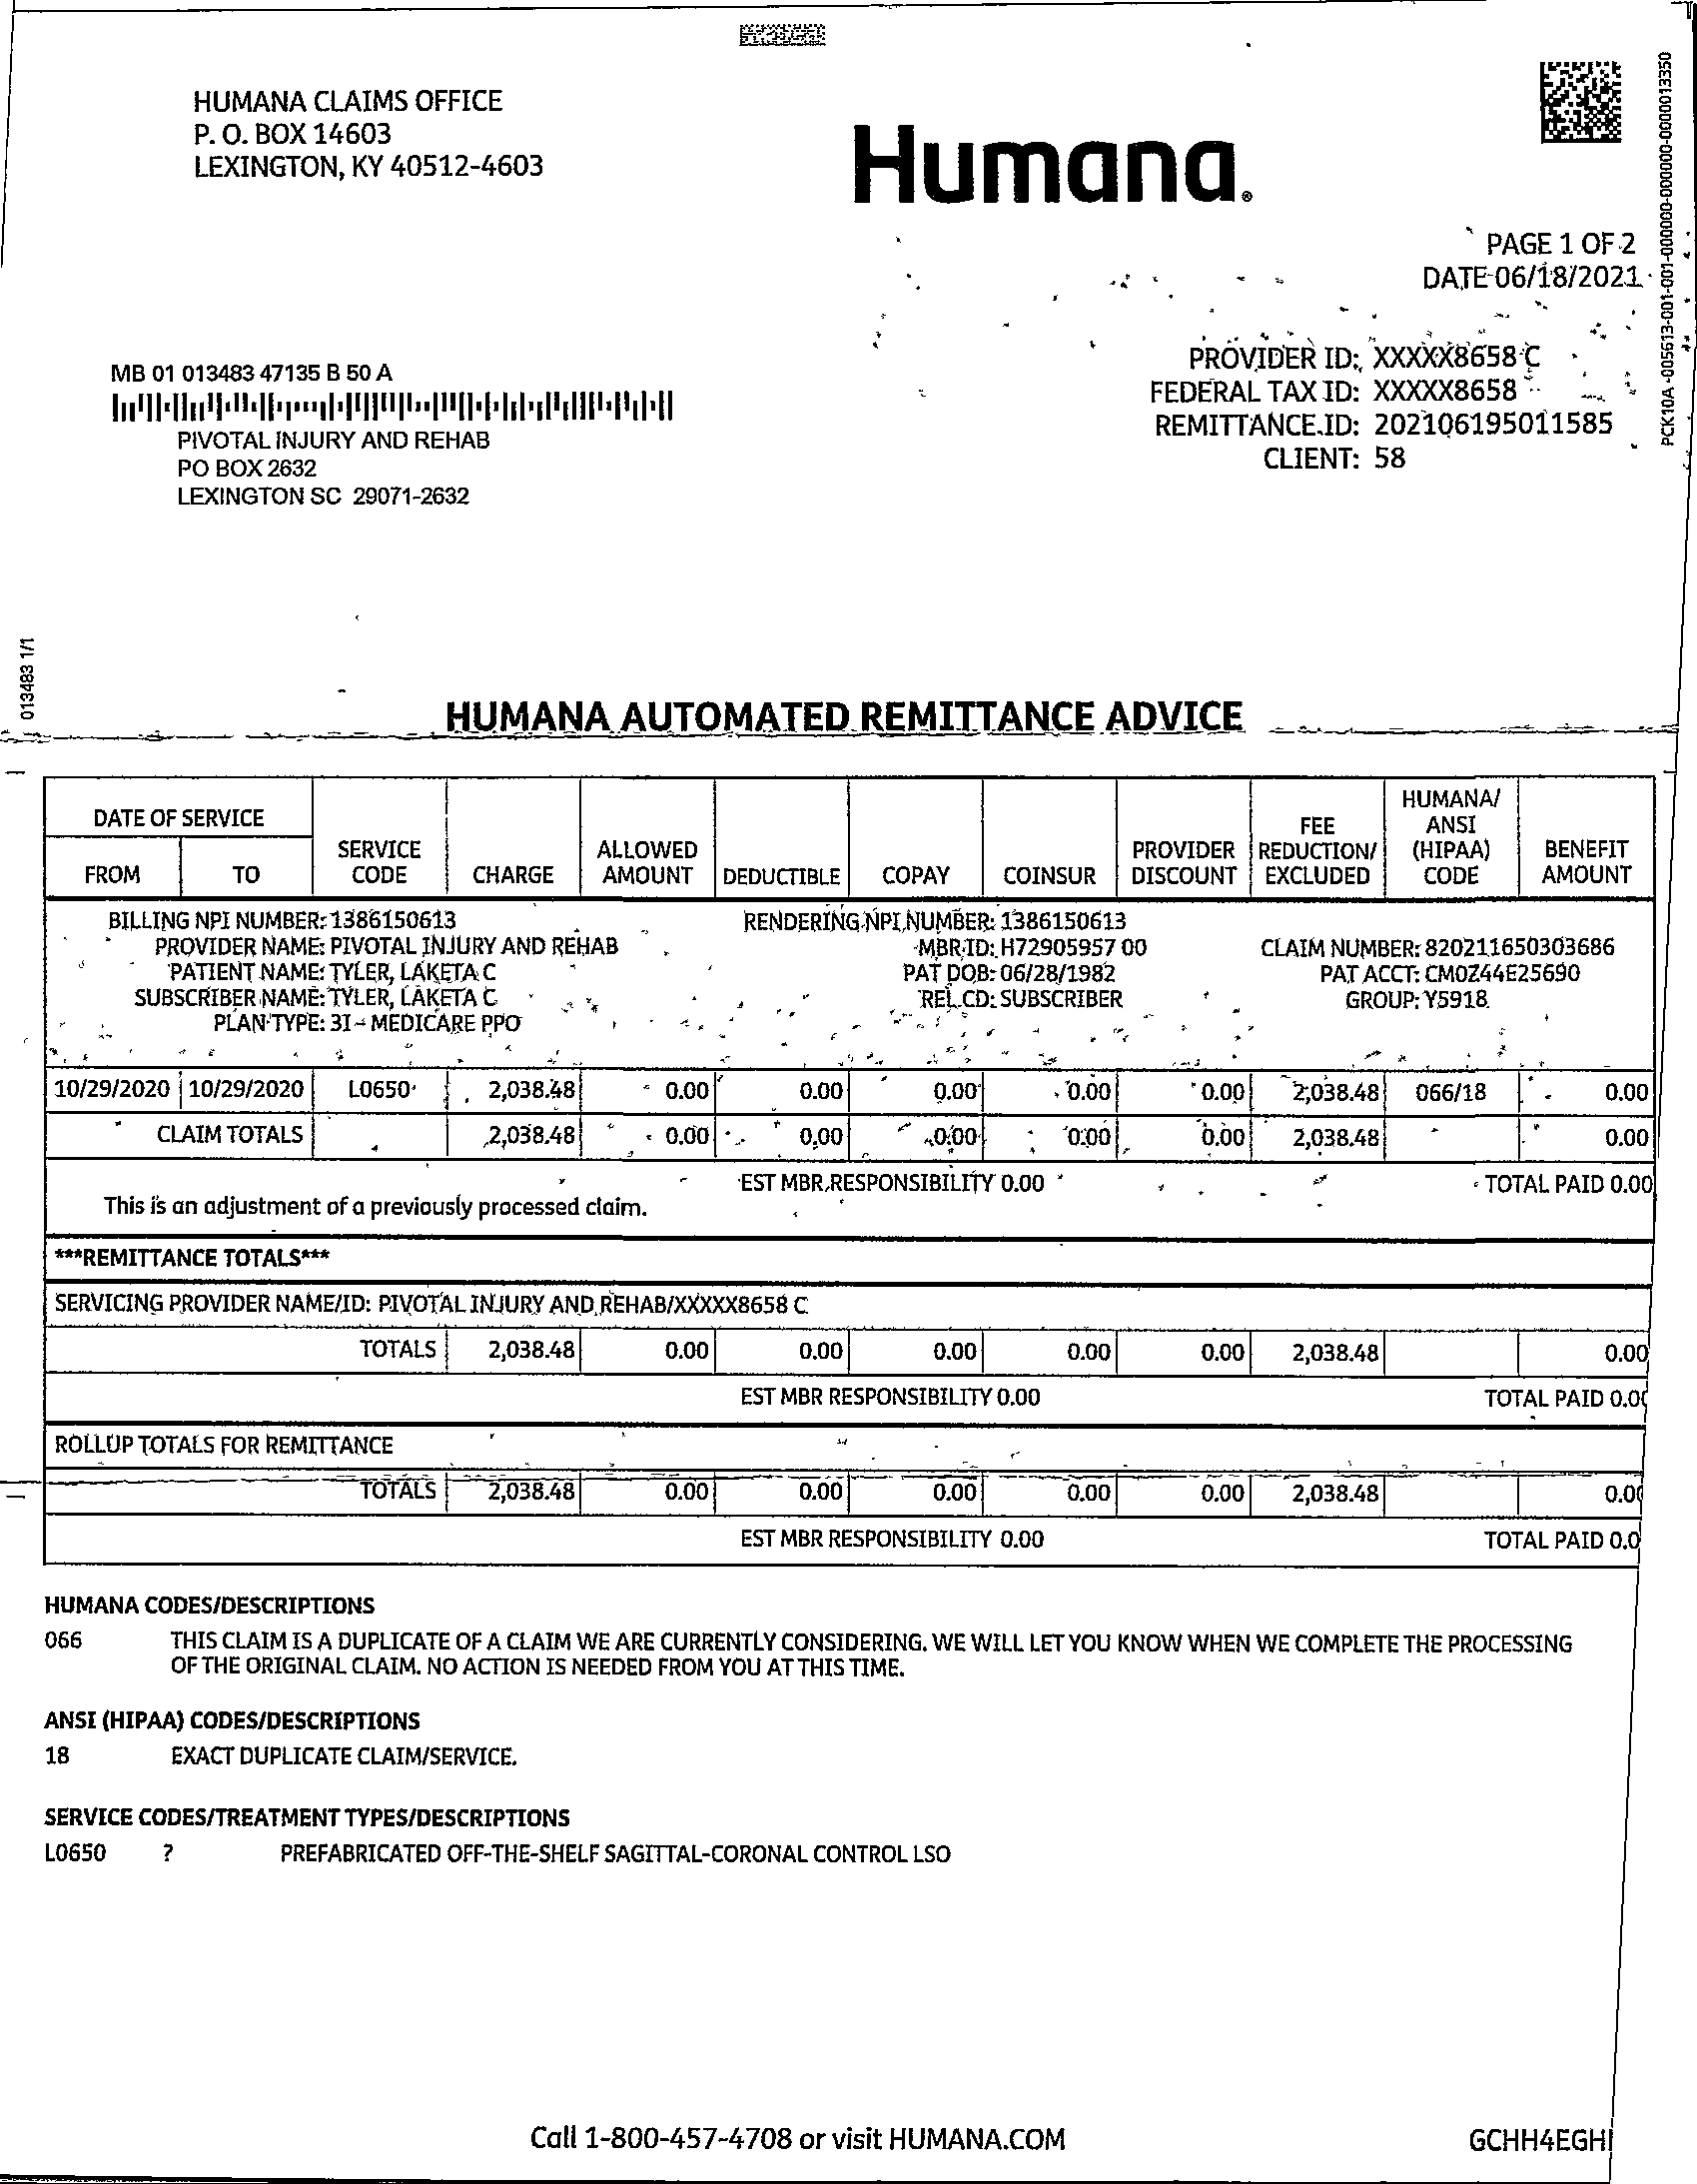 HUMANA CLAIMS OFFICE
P. O. BOX 14603
LEXINGTON, KY 40512-4603
Humana®
PAGE 1 OF 2
DATE 06/18/2021
PROVIDER ID: XXXXX8658 C
FEDERAL TAX ID: XXXXX8658
REMITTANCE ID: 202106195011585
CLIENT: 58
PCK10A-005613-001-001-000000-000000-000000-0000013350
MB 01 013483 47135 B 50 A
PIVOTAL INJURY AND REHAB
PO BOX 2632
LEXINGTON SC 29071-2632
013483 1/1
HUMANA AUTOMATED REMITTANCE ADVICE
DATE OF SERVICE FROM TO SERVICE CODE CHARGE ALLOWED AMOUNT DEDUCTIBLE COPAY COINSUR PROVIDER DISCOUNT FEE REDUCTION/ EXCLUDED HUMANA/ ANSI (HIPAA) CODE BENEFIT AMOUNT
BILLING NPI NUMBER: 1386150613 RENDERING NPI NUMBER: 1386150613
PROVIDER NAME: PIVOTAL INJURY AND REHAB MBR ID: H72905957 00 CLAIM NUMBER: 820211650303686
PATIENT NAME: TYLER, LAKETA C PAT DOB: 06/28/1982 PAT ACCT: CM0Z44E25690
SUBSCRIBER NAME: TYLER, LAKETA C REL CD: SUBSCRIBER GROUP: Y5918
PLAN TYPE: 3I - MEDICARE PPO
10/29/2020 10/29/2020 L0650 2,038.48 0.00 0.00 0.00 0.00 0.00 2,038.48 066/18 0.00
CLAIM TOTALS 2,038.48 0.00 0.00 0.00 0.00 0.00 2,038.48 0.00
EST MBR RESPONSIBILITY 0.00 TOTAL PAID 0.00
This is an adjustment of a previously processed claim.
***REMITTANCE TOTALS***
SERVICING PROVIDER NAME/ID: PIVOTAL INJURY AND REHAB/XXXXX8658 C
TOTALS 2,038.48 0.00 0.00 0.00 0.00 0.00 2,038.48 0.00
EST MBR RESPONSIBILITY 0.00 TOTAL PAID 0.00
ROLLUP TOTALS FOR REMITTANCE
TOTALS 2,038.48 0.00 0.00 0.00 0.00 0.00 2,038.48 0.00
EST MBR RESPONSIBILITY 0.00 TOTAL PAID 0.0
HUMANA CODES/DESCRIPTIONS
066 THIS CLAIM IS A DUPLICATE OF A CLAIM WE ARE CURRENTLY CONSIDERING. WE WILL LET YOU KNOW WHEN WE COMPLETE THE PROCESSING
OF THE ORIGINAL CLAIM. NO ACTION IS NEEDED FROM YOU AT THIS TIME.
ANSI (HIPAA) CODES/DESCRIPTIONS
18 EXACT DUPLICATE CLAIM/SERVICE.
SERVICE CODES/TREATMENT TYPES/DESCRIPTIONS
L0650 ? PREFABRICATED OFF-THE-SHELF SAGITTAL-CORONAL CONTROL LSO
Call 1-800-457-4708 or visit HUMANA.COM
GCHH4EGH